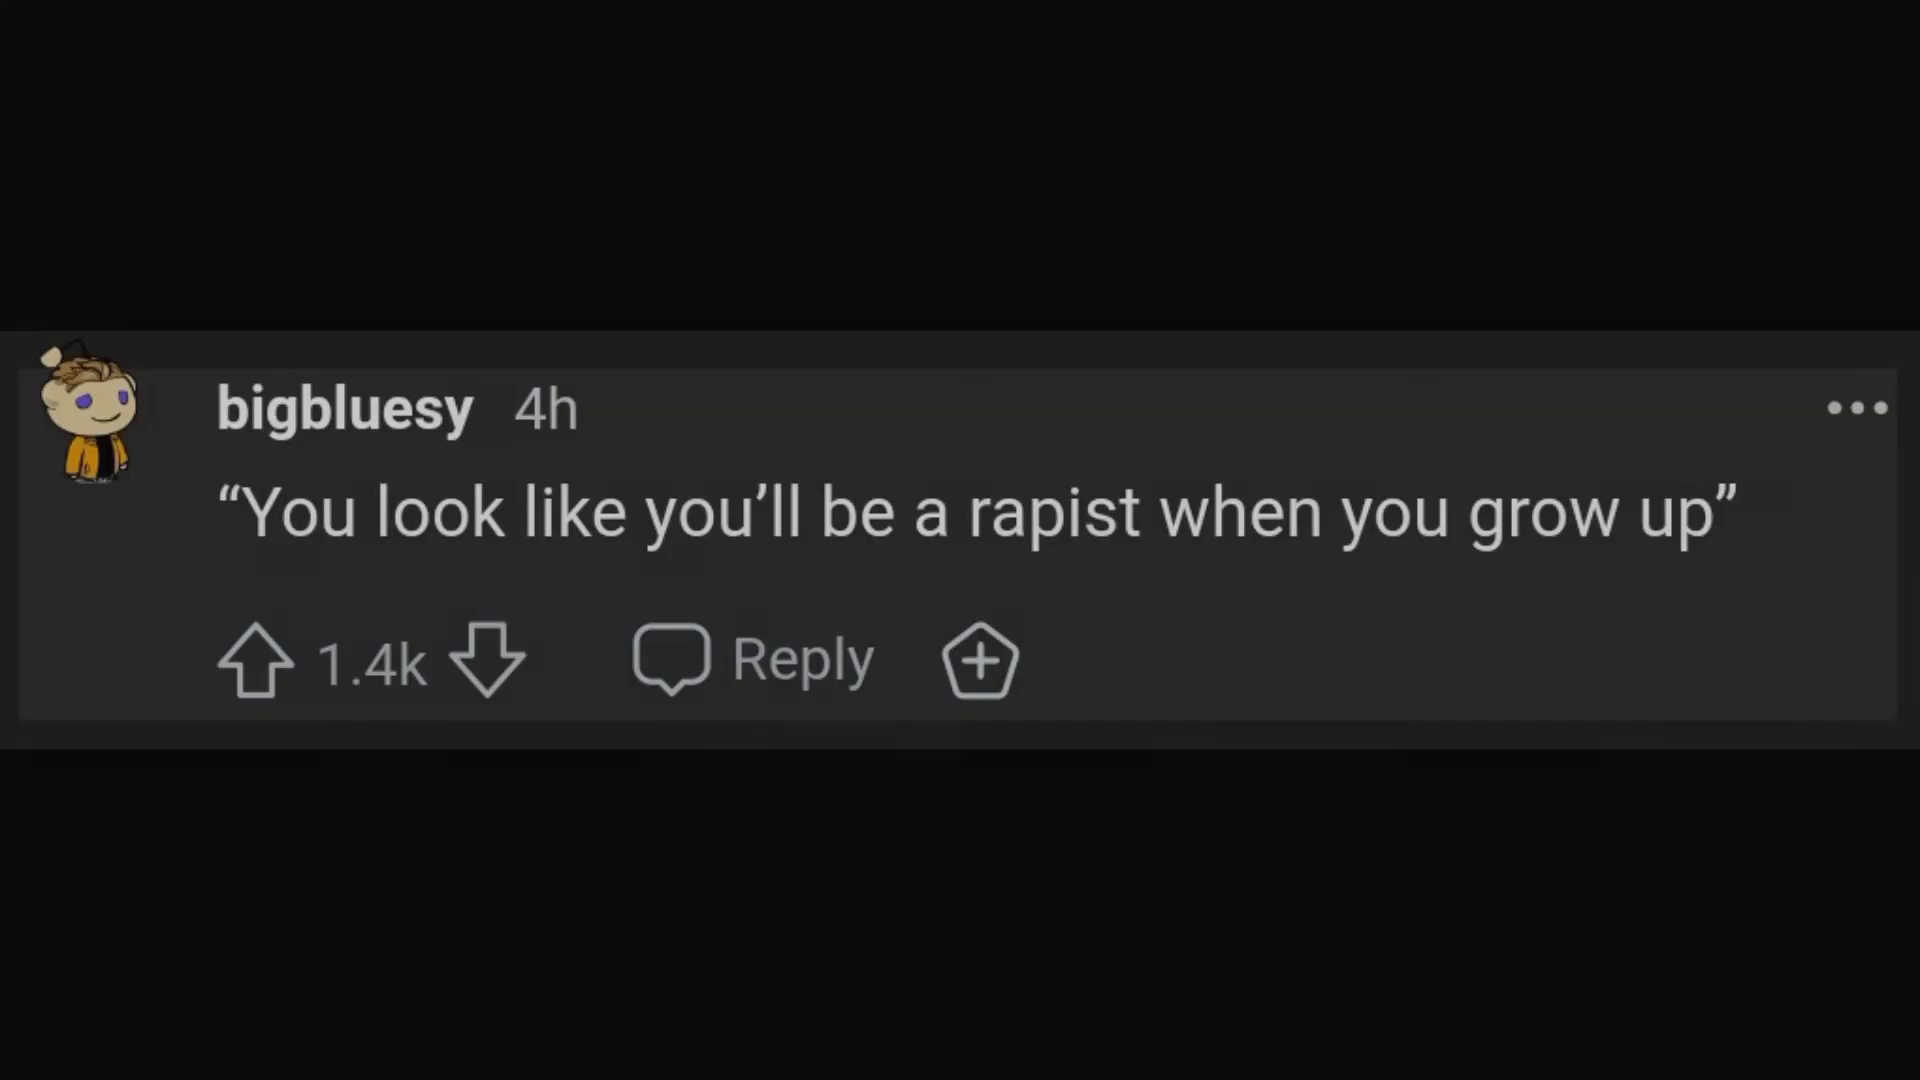 bigbluesy 4h
“You look like you’ll be a rapist when you grow up”
1.4k Reply